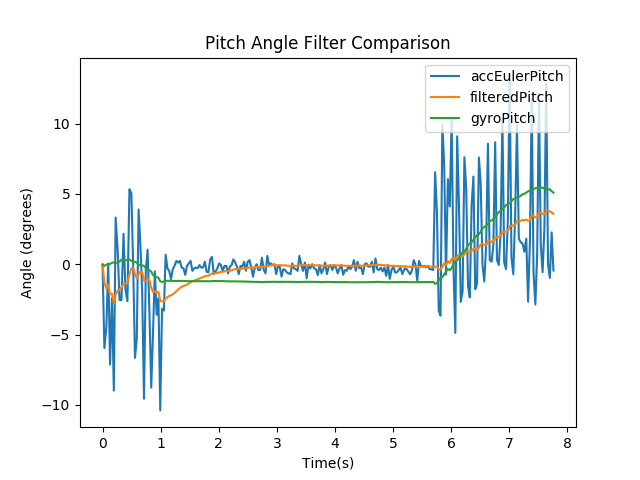 Pitch Angle Filter Comparison
accEulerPitch
filteredPitch
gyroPitch
Angle (degrees)
10
5
0
−5
−10
0 1 2 3 4 5 6 7 8
Time(s)